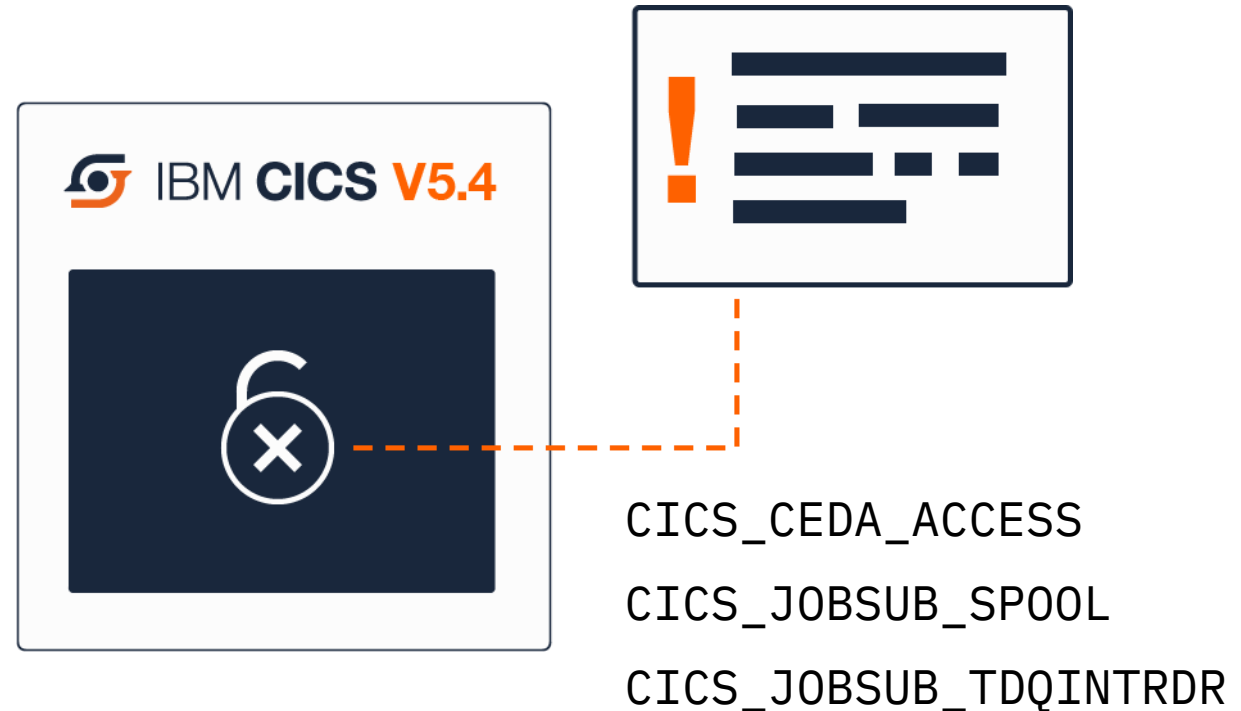 IBM CICS V5.4
!
CICS_CEDA_ACCESS
CICS_JOBSUB_SPOOL
CICS_JOBSUB_TDQINTRDR